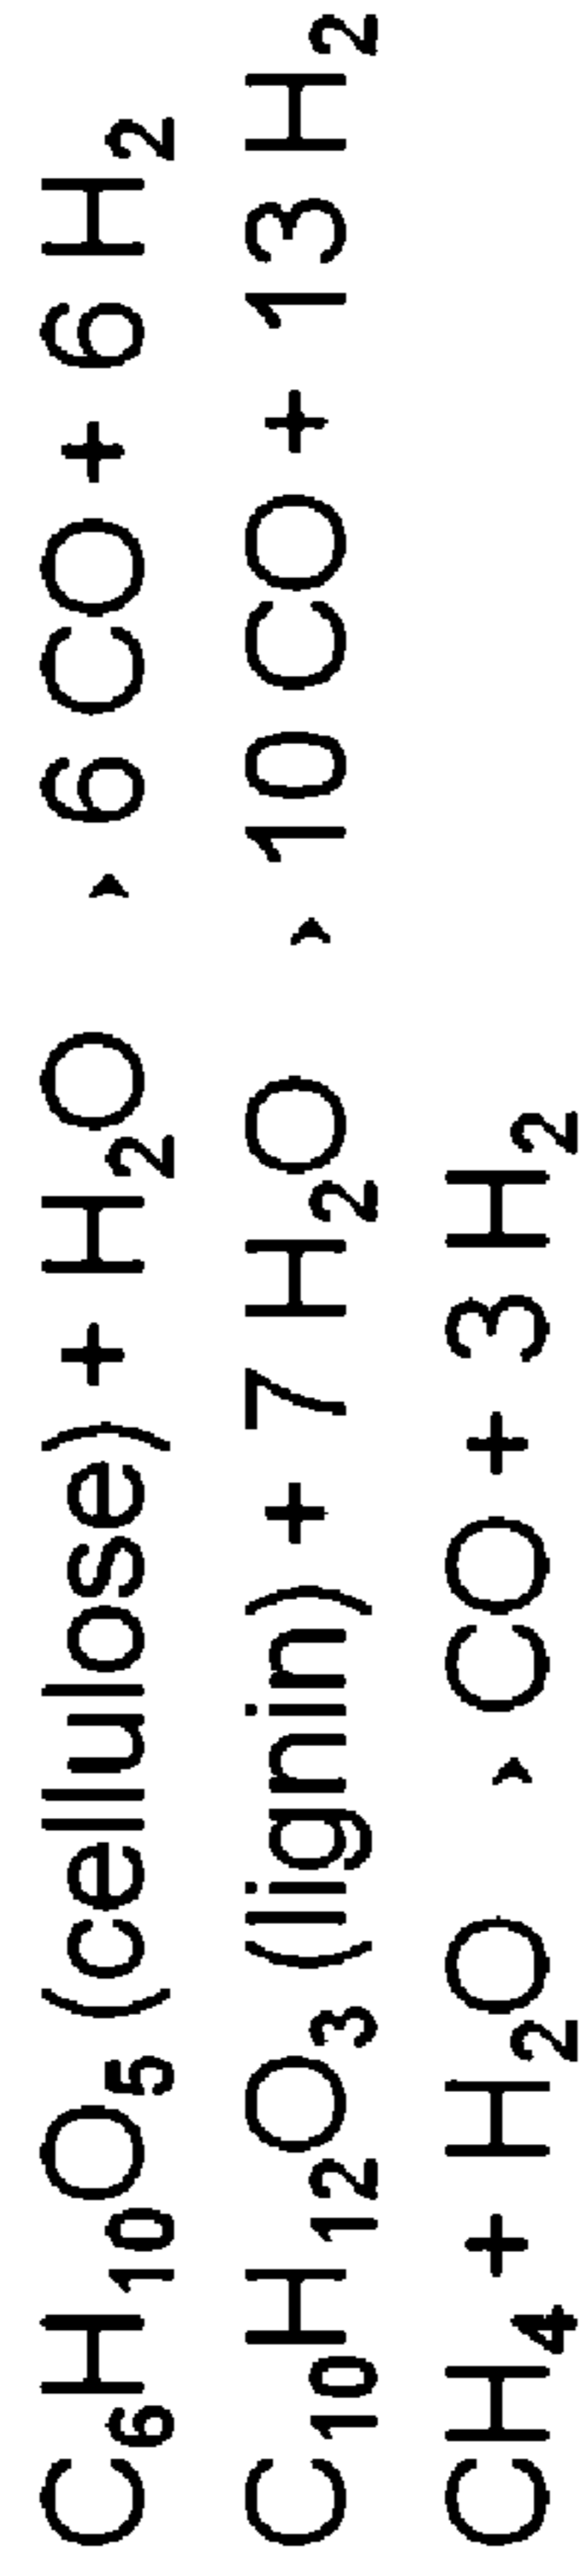 C₆H₁₀O₅ (cellulose) + H₂O › 6 CO + 6 H₂
C₁₀H₁₂O₃ (lignin) + 7 H₂O › 10 CO + 13 H₂
CH₄ + H₂O › CO + 3 H₂